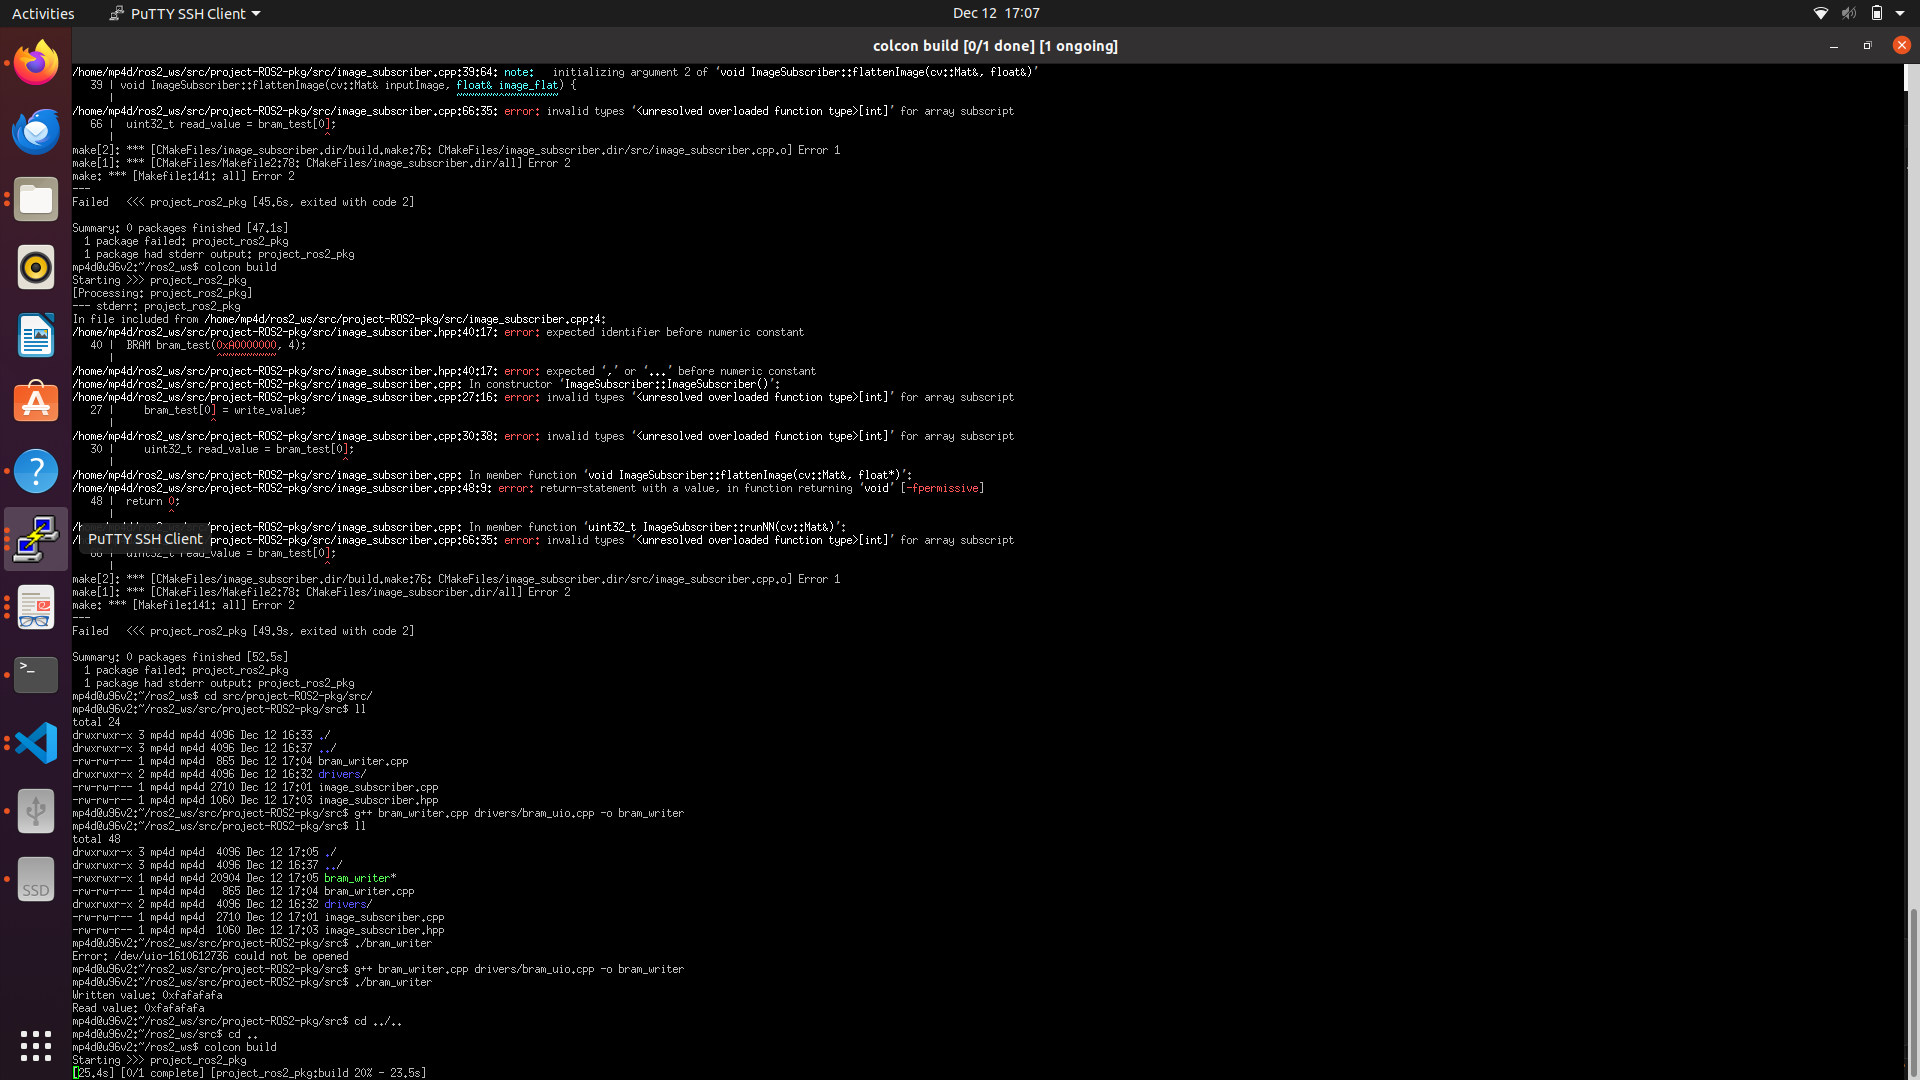 Activities
PuTTY SSH Client
Dec 12 17:07
colcon build [0/1 done] [1 ongoing]
/home/mp4d/ros2_ws/src/project-ROS2-pkg/src/image_subscriber.cpp:39:64: note:   initializing argument 2 of ‘void ImageSubscriber::flattenImage(cv::Mat&, float&)’
   39 | void ImageSubscriber::flattenImage(cv::Mat& inputImage, float& image_flat) {
      |                                                         ~~~~~~~^~~~~~~~~~
/home/mp4d/ros2_ws/src/project-ROS2-pkg/src/image_subscriber.cpp:66:35: error: invalid types ‘<unresolved overloaded function type>[int]’ for array subscript
   66 |  uint32_t read_value = bram_test[0];
      |                                   ^
make[2]: *** [CMakeFiles/image_subscriber.dir/build.make:76: CMakeFiles/image_subscriber.dir/src/image_subscriber.cpp.o] Error 1
make[1]: *** [CMakeFiles/Makefile2:78: CMakeFiles/image_subscriber.dir/all] Error 2
make: *** [Makefile:141: all] Error 2
---
Failed   <<< project_ros2_pkg [45.6s, exited with code 2]
Summary: 0 packages finished [47.1s]
  1 package failed: project_ros2_pkg
  1 package had stderr output: project_ros2_pkg
mp4d@u96v2:~/ros2_ws$ colcon build
Starting >>> project_ros2_pkg
[Processing: project_ros2_pkg]
--- stderr: project_ros2_pkg
In file included from /home/mp4d/ros2_ws/src/project-ROS2-pkg/src/image_subscriber.cpp:4:
/home/mp4d/ros2_ws/src/project-ROS2-pkg/src/image_subscriber.hpp:40:17: error: expected identifier before numeric constant
   40 |  BRAM bram_test(0xA0000000, 4);
      |                 ^~~~~~~~~~
/home/mp4d/ros2_ws/src/project-ROS2-pkg/src/image_subscriber.hpp:40:17: error: expected ‘,’ or ‘...’ before numeric constant
/home/mp4d/ros2_ws/src/project-ROS2-pkg/src/image_subscriber.cpp: In constructor ‘ImageSubscriber::ImageSubscriber()’:
/home/mp4d/ros2_ws/src/project-ROS2-pkg/src/image_subscriber.cpp:27:16: error: invalid types ‘<unresolved overloaded function type>[int]’ for array subscript
   27 |     bram_test[0] = write_value;
      |                ^
/home/mp4d/ros2_ws/src/project-ROS2-pkg/src/image_subscriber.cpp:30:38: error: invalid types ‘<unresolved overloaded function type>[int]’ for array subscript
   30 |     uint32_t read_value = bram_test[0];
      |                                      ^
/home/mp4d/ros2_ws/src/project-ROS2-pkg/src/image_subscriber.cpp: In member function ‘void ImageSubscriber::flattenImage(cv::Mat&, float*)’:
/home/mp4d/ros2_ws/src/project-ROS2-pkg/src/image_subscriber.cpp:48:9: error: return-statement with a value, in function returning ‘void’ [-fpermissive]
   48 |  return 0;
      |         ^
/home/mp4d/ros2_ws/src/project-ROS2-pkg/src/image_subscriber.cpp: In member function ‘uint32_t ImageSubscriber::runNN(cv::Mat&)’:
/ project-ROS2-pkg/src/image_subscriber.cpp:66:35: error: invalid types ‘<unresolved overloaded function type>[int]’ for array subscript
PuTTY SSH Client
   66 |  uint32_t read_value = bram_test[0];
      |                                   ^
make[2]: *** [CMakeFiles/image_subscriber.dir/build.make:76: CMakeFiles/image_subscriber.dir/src/image_subscriber.cpp.o] Error 1
make[1]: *** [CMakeFiles/Makefile2:78: CMakeFiles/image_subscriber.dir/all] Error 2
make: *** [Makefile:141: all] Error 2
---
Failed   <<< project_ros2_pkg [49.9s, exited with code 2]
Summary: 0 packages finished [52.5s]
  1 package failed: project_ros2_pkg
  1 package had stderr output: project_ros2_pkg
mp4d@u96v2:~/ros2_ws$ cd src/project-ROS2-pkg/src/
mp4d@u96v2:~/ros2_ws/src/project-ROS2-pkg/src$ ll
total 24
drwxrwxr-x 3 mp4d mp4d 4096 Dec 12 16:33 ./
drwxrwxr-x 3 mp4d mp4d 4096 Dec 12 16:37 ../
-rw-rw-r-- 1 mp4d mp4d  865 Dec 12 17:04 bram_writer.cpp
drwxrwxr-x 2 mp4d mp4d 4096 Dec 12 16:32 drivers/
-rw-rw-r-- 1 mp4d mp4d 2710 Dec 12 17:01 image_subscriber.cpp
-rw-rw-r-- 1 mp4d mp4d 1060 Dec 12 17:03 image_subscriber.hpp
mp4d@u96v2:~/ros2_ws/src/project-ROS2-pkg/src$ g++ bram_writer.cpp drivers/bram_uio.cpp -o bram_writer
mp4d@u96v2:~/ros2_ws/src/project-ROS2-pkg/src$ ll
total 48
drwxrwxr-x 3 mp4d mp4d  4096 Dec 12 17:05 ./
drwxrwxr-x 3 mp4d mp4d  4096 Dec 12 16:37 ../
-rwxrwxr-x 1 mp4d mp4d 20904 Dec 12 17:05 bram_writer*
-rw-rw-r-- 1 mp4d mp4d   865 Dec 12 17:04 bram_writer.cpp
drwxrwxr-x 2 mp4d mp4d  4096 Dec 12 16:32 drivers/
-rw-rw-r-- 1 mp4d mp4d  2710 Dec 12 17:01 image_subscriber.cpp
-rw-rw-r-- 1 mp4d mp4d  1060 Dec 12 17:03 image_subscriber.hpp
mp4d@u96v2:~/ros2_ws/src/project-ROS2-pkg/src$ ./bram_writer
Error: /dev/uio-1610612736 could not be opened
mp4d@u96v2:~/ros2_ws/src/project-ROS2-pkg/src$ g++ bram_writer.cpp drivers/bram_uio.cpp -o bram_writer
mp4d@u96v2:~/ros2_ws/src/project-ROS2-pkg/src$ ./bram_writer
Written value: 0xfafafafa
Read value: 0xfafafafa
mp4d@u96v2:~/ros2_ws/src/project-ROS2-pkg/src$ cd ../..
mp4d@u96v2:~/ros2_ws/src$ cd ..
mp4d@u96v2:~/ros2_ws$ colcon build
Starting >>> project_ros2_pkg
[25.4s] [0/1 complete] [project_ros2_pkg:build 20% - 23.5s]
SSD